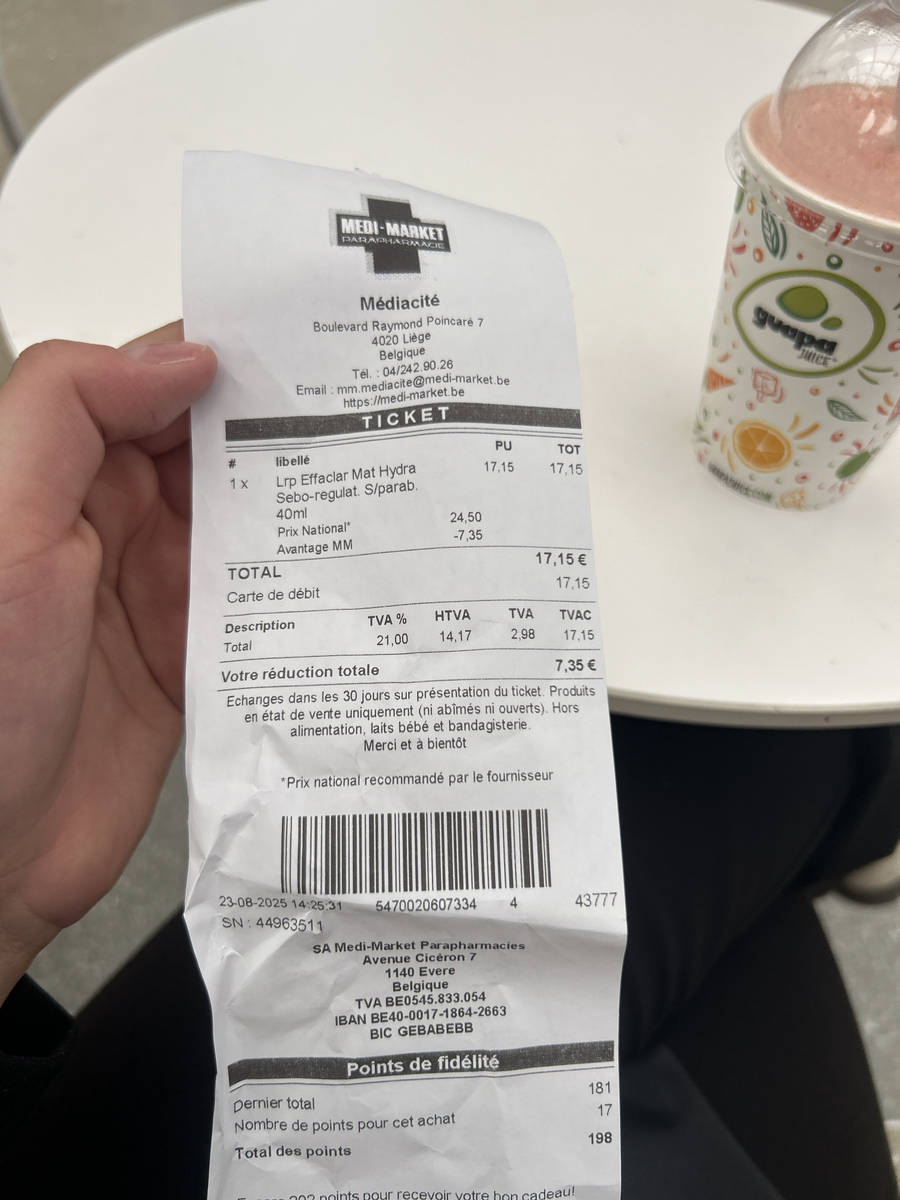 MEDI-MARKET
PARAPHARMACIE
Médiacité
Boulevard Raymond Poincaré 7
4020 Liège
Belgique
Tél. : 04/242.90.26
Email : mm.mediacite@medi-market.be
https://medi-market.be
TICKET
# libellé PU TOT
1 x Lrp Effaclar Mat Hydra 17,15 17,15
Sebo-regulat. S/parab.
40ml
Prix National* 24,50
Avantage MM -7,35
TOTAL 17,15 €
Carte de débit 17,15
Description TVA % HTVA TVA TVAC
Total 21,00 14,17 2,98 17,15
Votre réduction totale 7,35 €
Echanges dans les 30 jours sur présentation du ticket. Produits
en état de vente uniquement (ni abîmés ni ouverts). Hors
alimentation, laits bébé et bandagisterie.
Merci et à bientôt
*Prix national recommandé par le fournisseur
23-08-2025 14:25:31 5470020607334 4 43777
SN : 44963511
SA Medi-Market Parapharmacies
Avenue Cicéron 7
1140 Evere
Belgique
TVA BE0545.833.054
IBAN BE40-0017-1864-2663
BIC GEBABEBB
Points de fidélité
Dernier total 181
Nombre de points pour cet achat 17
Total des points 198
points pour recevoir votre bon cadeau!
guapa
JUICE